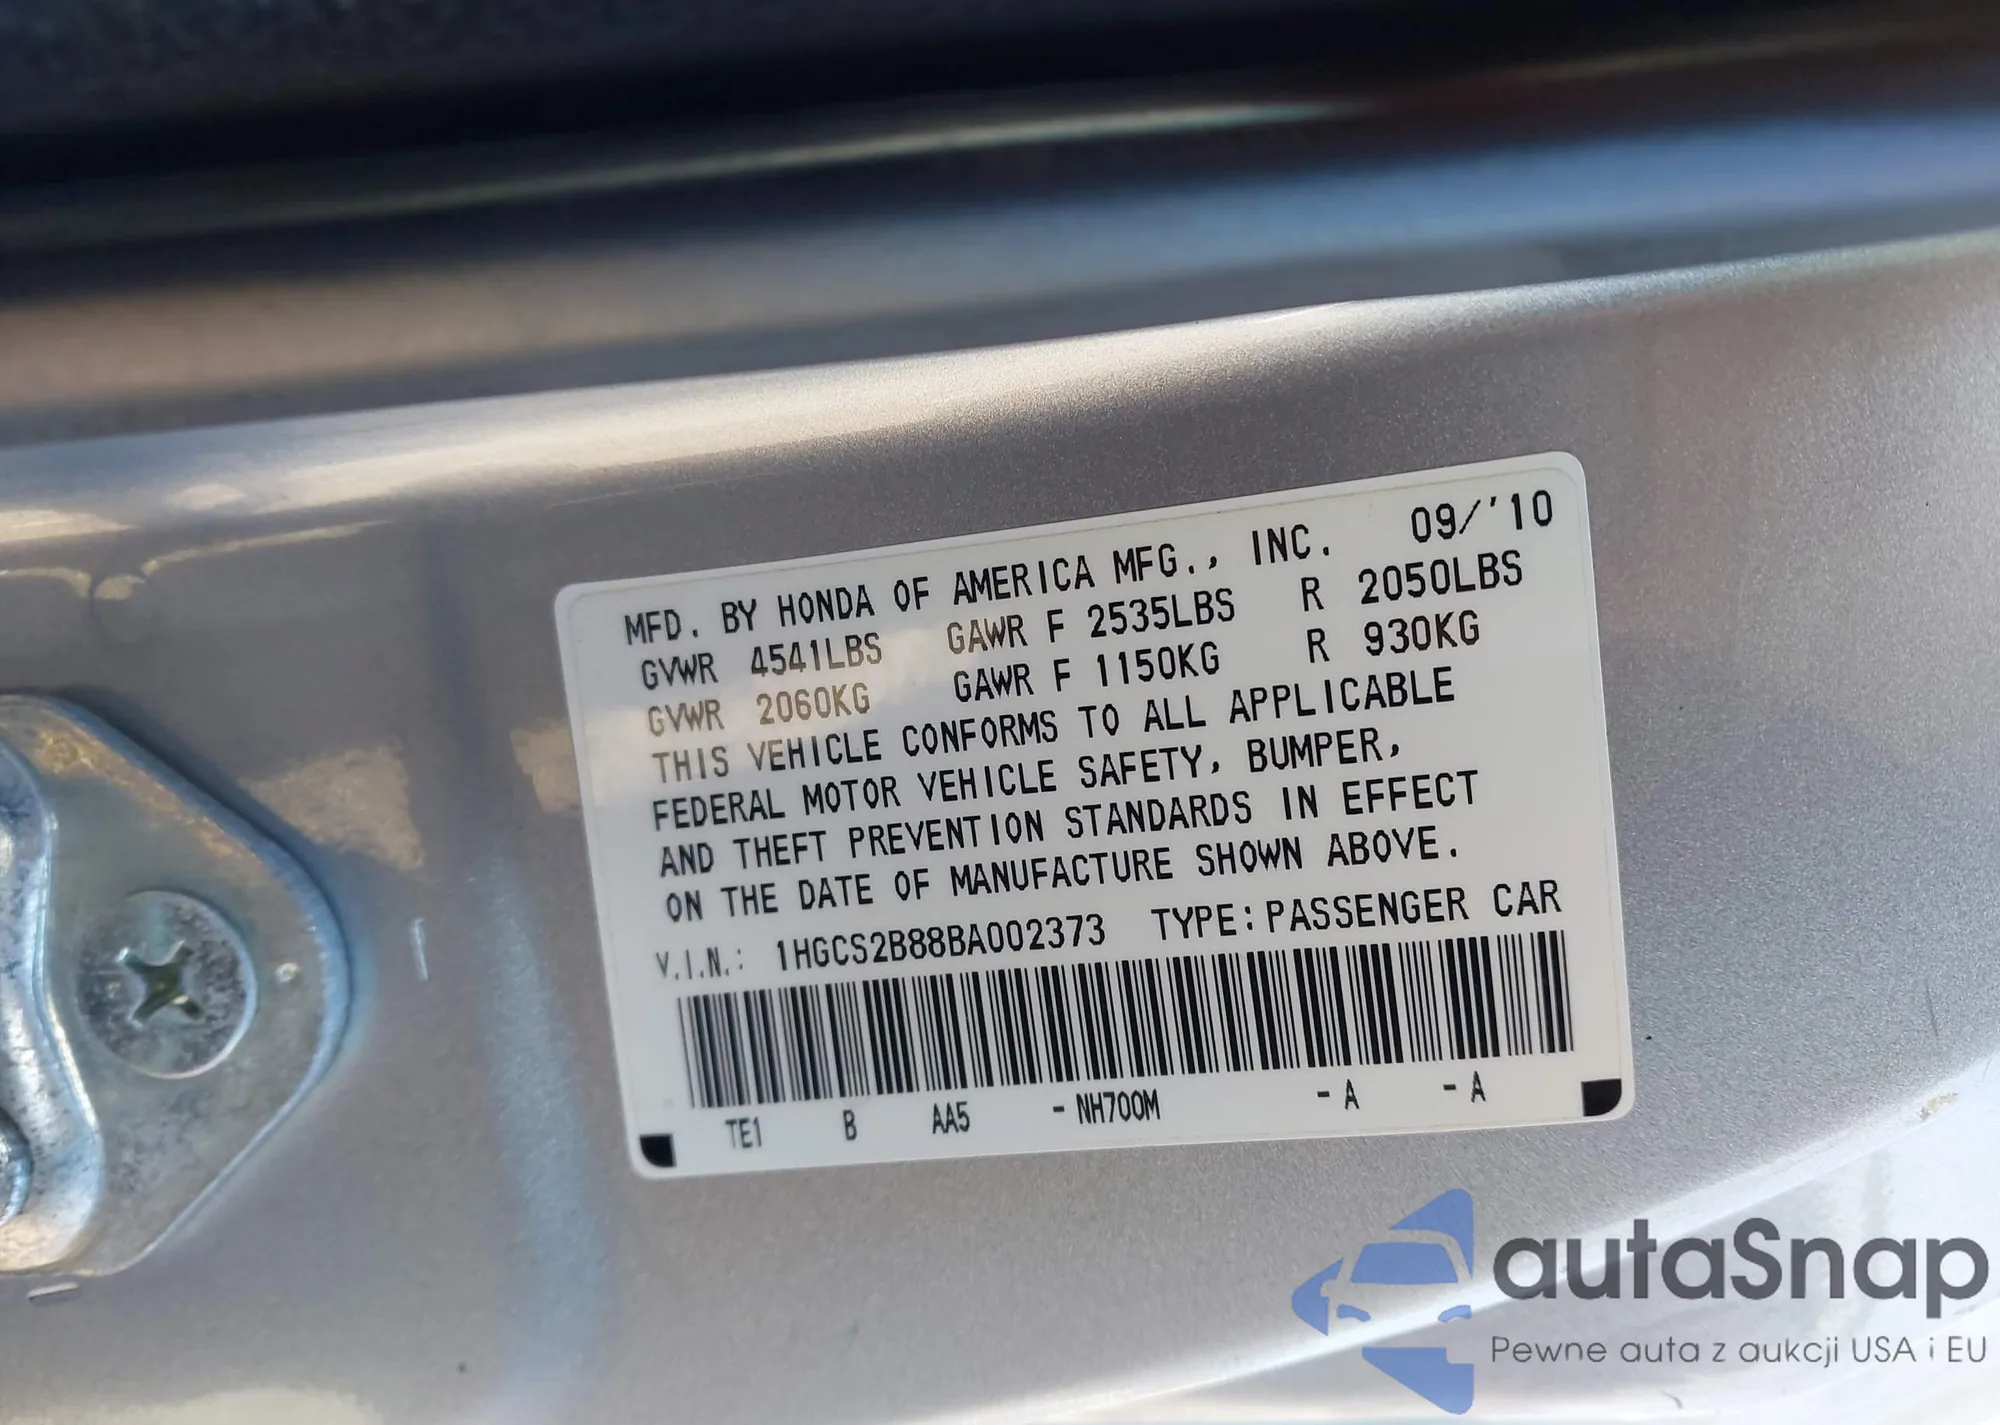 MFD. BY HONDA OF AMERICA MFG., INC. 09/'10
GVWR 4541LBS GAWR F 2535LBS R 2050LBS
GVWR 2060KG GAWR F 1150KG R 930KG
THIS VEHICLE CONFORMS TO ALL APPLICABLE
FEDERAL MOTOR VEHICLE SAFETY, BUMPER,
AND THEFT PREVENTION STANDARDS IN EFFECT
ON THE DATE OF MANUFACTURE SHOWN ABOVE.
V.I.N.: 1HGCS2B88BA002373 TYPE:PASSENGER CAR
TE1 B AA5 - NH700M - A - A
autaSnap
Pewne auta z aukcji USA i EU